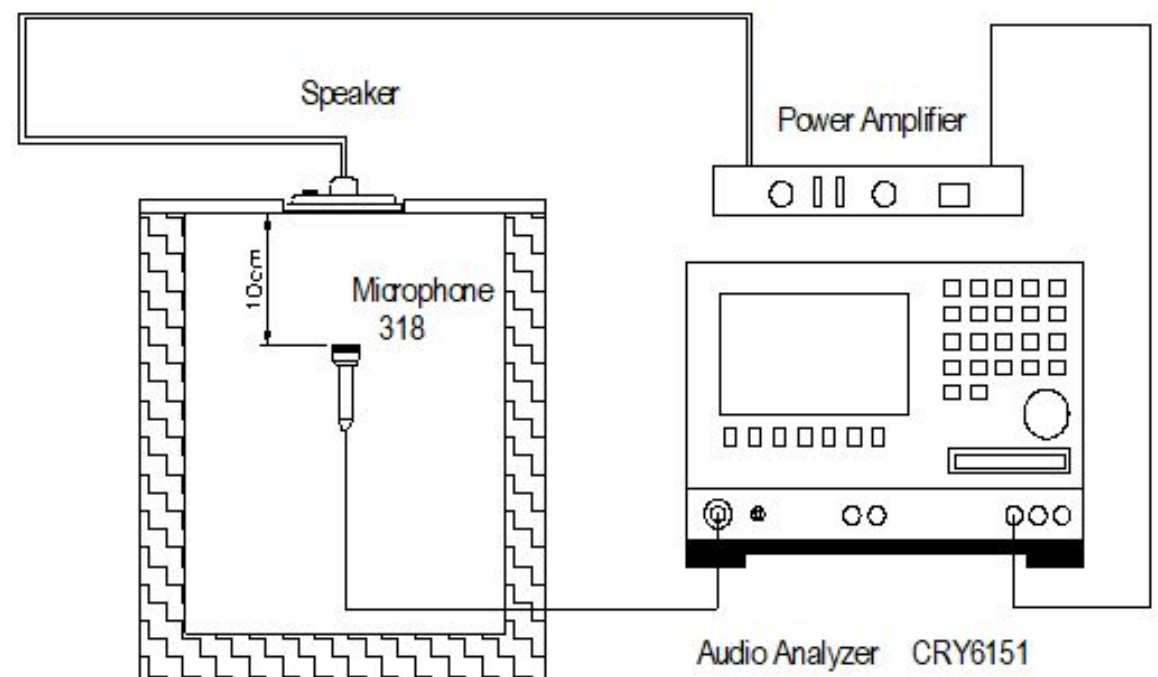 Speaker
Power Amplifier
10cm
Microphone
318
Audio Analyzer CRY6151